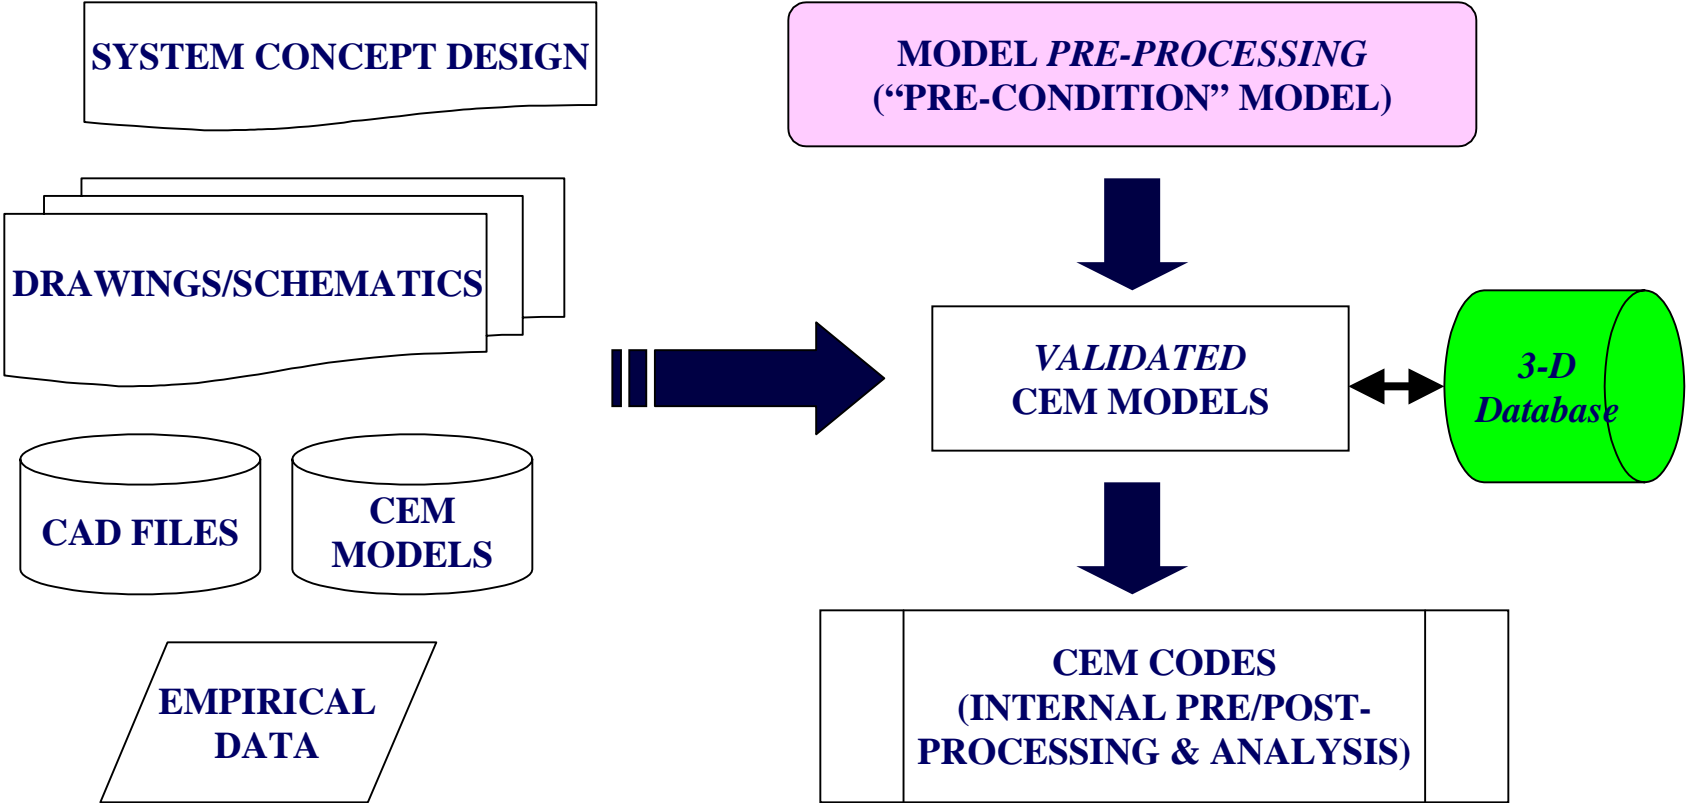 SYSTEM CONCEPT DESIGN
DRAWINGS/SCHEMATICS
CAD FILES
CEM
MODELS
EMPIRICAL
DATA
MODEL PRE-PROCESSING
(“PRE-CONDITION” MODEL)
VALIDATED
CEM MODELS
3-D
Database
CEM CODES
(INTERNAL PRE/POST-
PROCESSING & ANALYSIS)